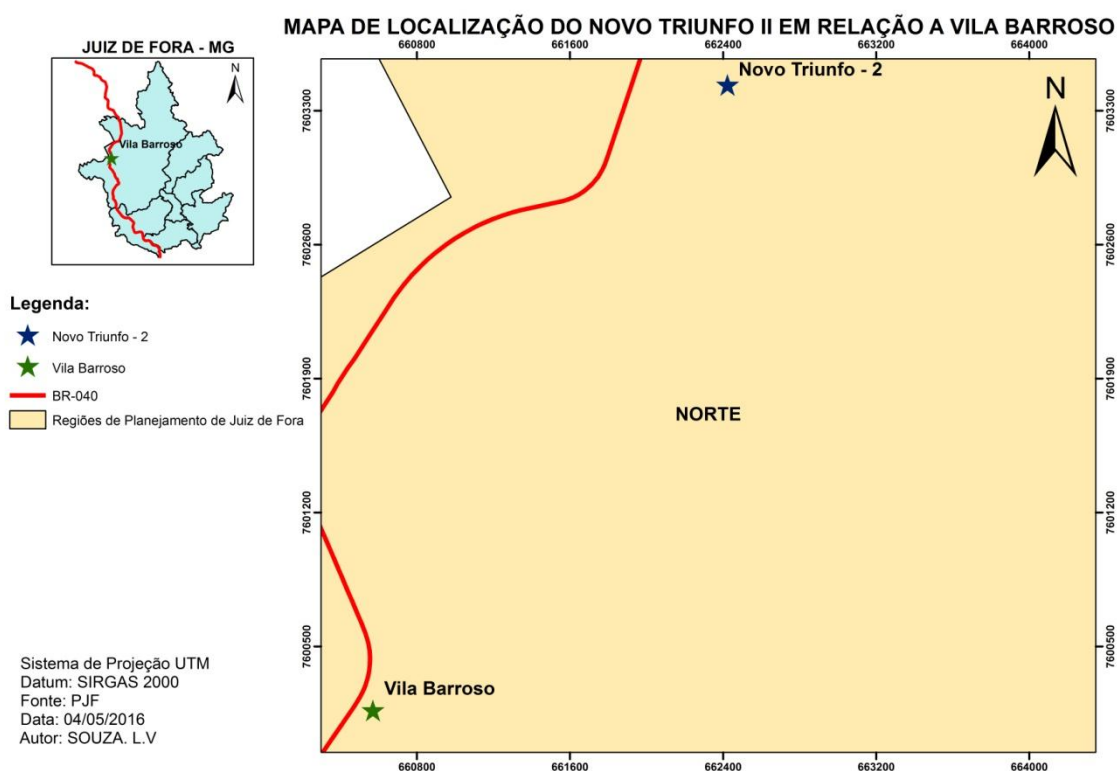 MAPA DE LOCALIZAÇÃO DO NOVO TRIUNFO II EM RELAÇÃO A VILA BARROSO
JUIZ DE FORA - MG
N
Vila Barroso
Legenda:
Novo Triunfo - 2
Vila Barroso
BR-040
Regiões de Planejamento de Juiz de Fora
Sistema de Projeção UTM
Datum: SIRGAS 2000
Fonte: PJF
Data: 04/05/2016
Autor: SOUZA. L.V
660800 661600 662400 663200 664000
7603300
7602600
7601900
7601200
7600500
Novo Triunfo - 2
N
NORTE
Vila Barroso
7603300
7602600
7601900
7601200
7600500
660800 661600 662400 663200 664000